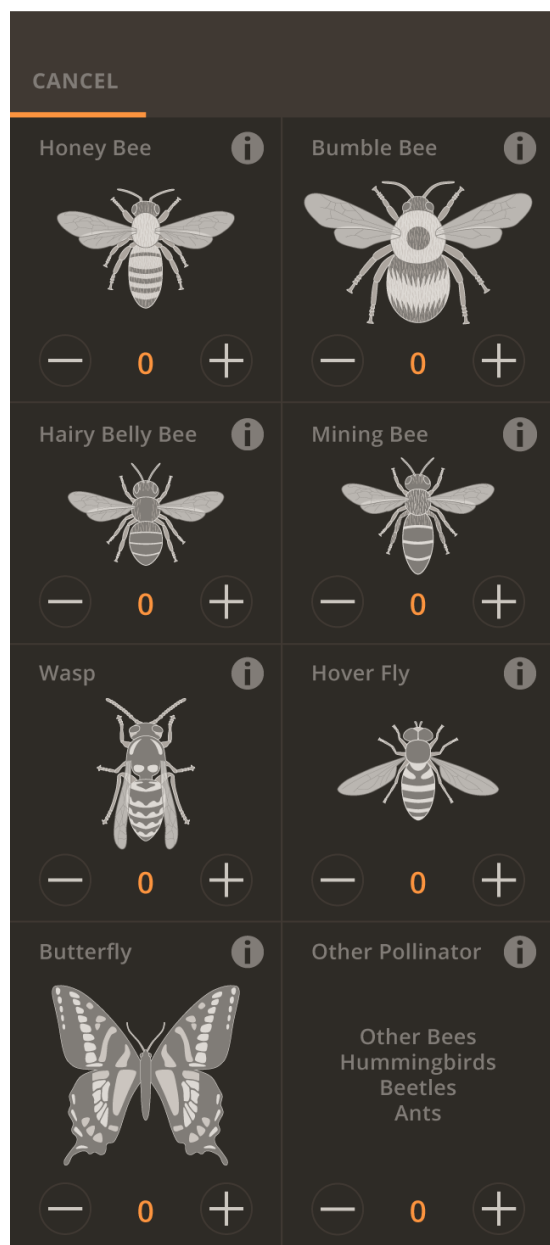 CANCEL
Honey Bee
Bumble Bee
0
0
Hairy Belly Bee
Mining Bee
0
0
Wasp
Hover Fly
0
0
Butterfly
Other Pollinator
Other Bees
Hummingbirds
Beetles
Ants
0
0